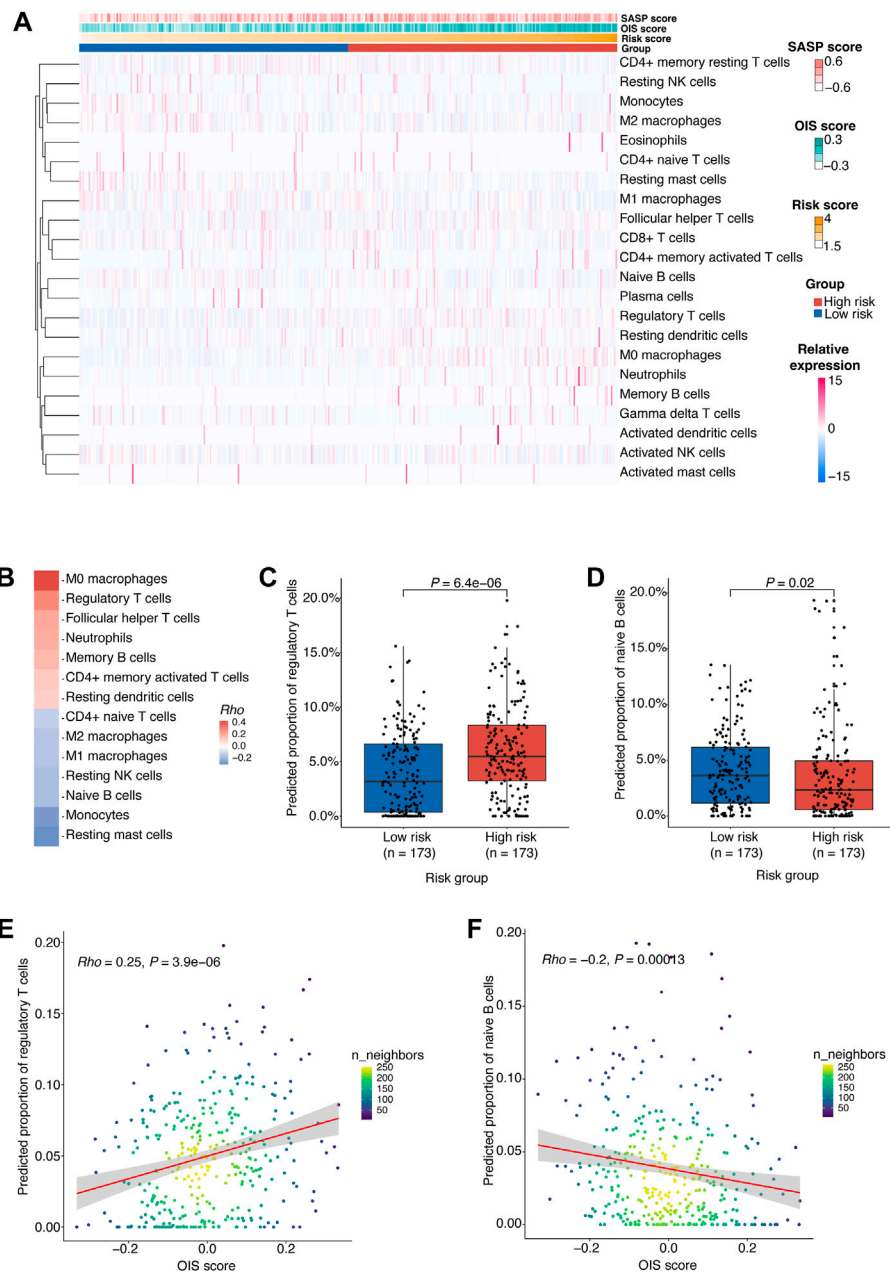 A
SASP score
OIS score
Risk score
Group
CD4+ memory resting T cells
Resting NK cells
Monocytes
M2 macrophages
Eosinophils
CD4+ naive T cells
Resting mast cells
M1 macrophages
Follicular helper T cells
CD8+ T cells
CD4+ memory activated T cells
Naive B cells
Plasma cells
Regulatory T cells
Resting dendritic cells
M0 macrophages
Neutrophils
Memory B cells
Gamma delta T cells
Activated dendritic cells
Activated NK cells
Activated mast cells
SASP score
0.6
−0.6
OIS score
0.3
−0.3
Risk score
4
1.5
Group
High risk
Low risk
Relative
expression
15
0
−15
B
M0 macrophages
Regulatory T cells
Follicular helper T cells
Neutrophils
Memory B cells
CD4+ memory activated T cells
Resting dendritic cells
CD4+ naive T cells
M2 macrophages
M1 macrophages
Resting NK cells
Naive B cells
Monocytes
Resting mast cells
Rho
0.4
0.2
0.0
−0.2
C
Predicted proportion of regulatory T cells
20.0%
15.0%
10.0%
5.0%
0.0%
P = 6.4e−06
Low risk
(n = 173)
High risk
(n = 173)
Risk group
D
Predicted proportion of naive B cells
20.0%
15.0%
10.0%
5.0%
0.0%
P = 0.02
Low risk
(n = 173)
High risk
(n = 173)
Risk group
E
Predicted proportion of regulatory T cells
0.20
0.15
0.10
0.05
0.00
Rho = 0.25, P = 3.9e−06
n_neighbors
250
200
150
100
50
−0.2
0.0
0.2
OIS score
F
Predicted proportion of naive B cells
0.20
0.15
0.10
0.05
0.00
Rho = −0.2, P = 0.00013
n_neighbors
250
200
150
100
50
−0.2
0.0
0.2
OIS score